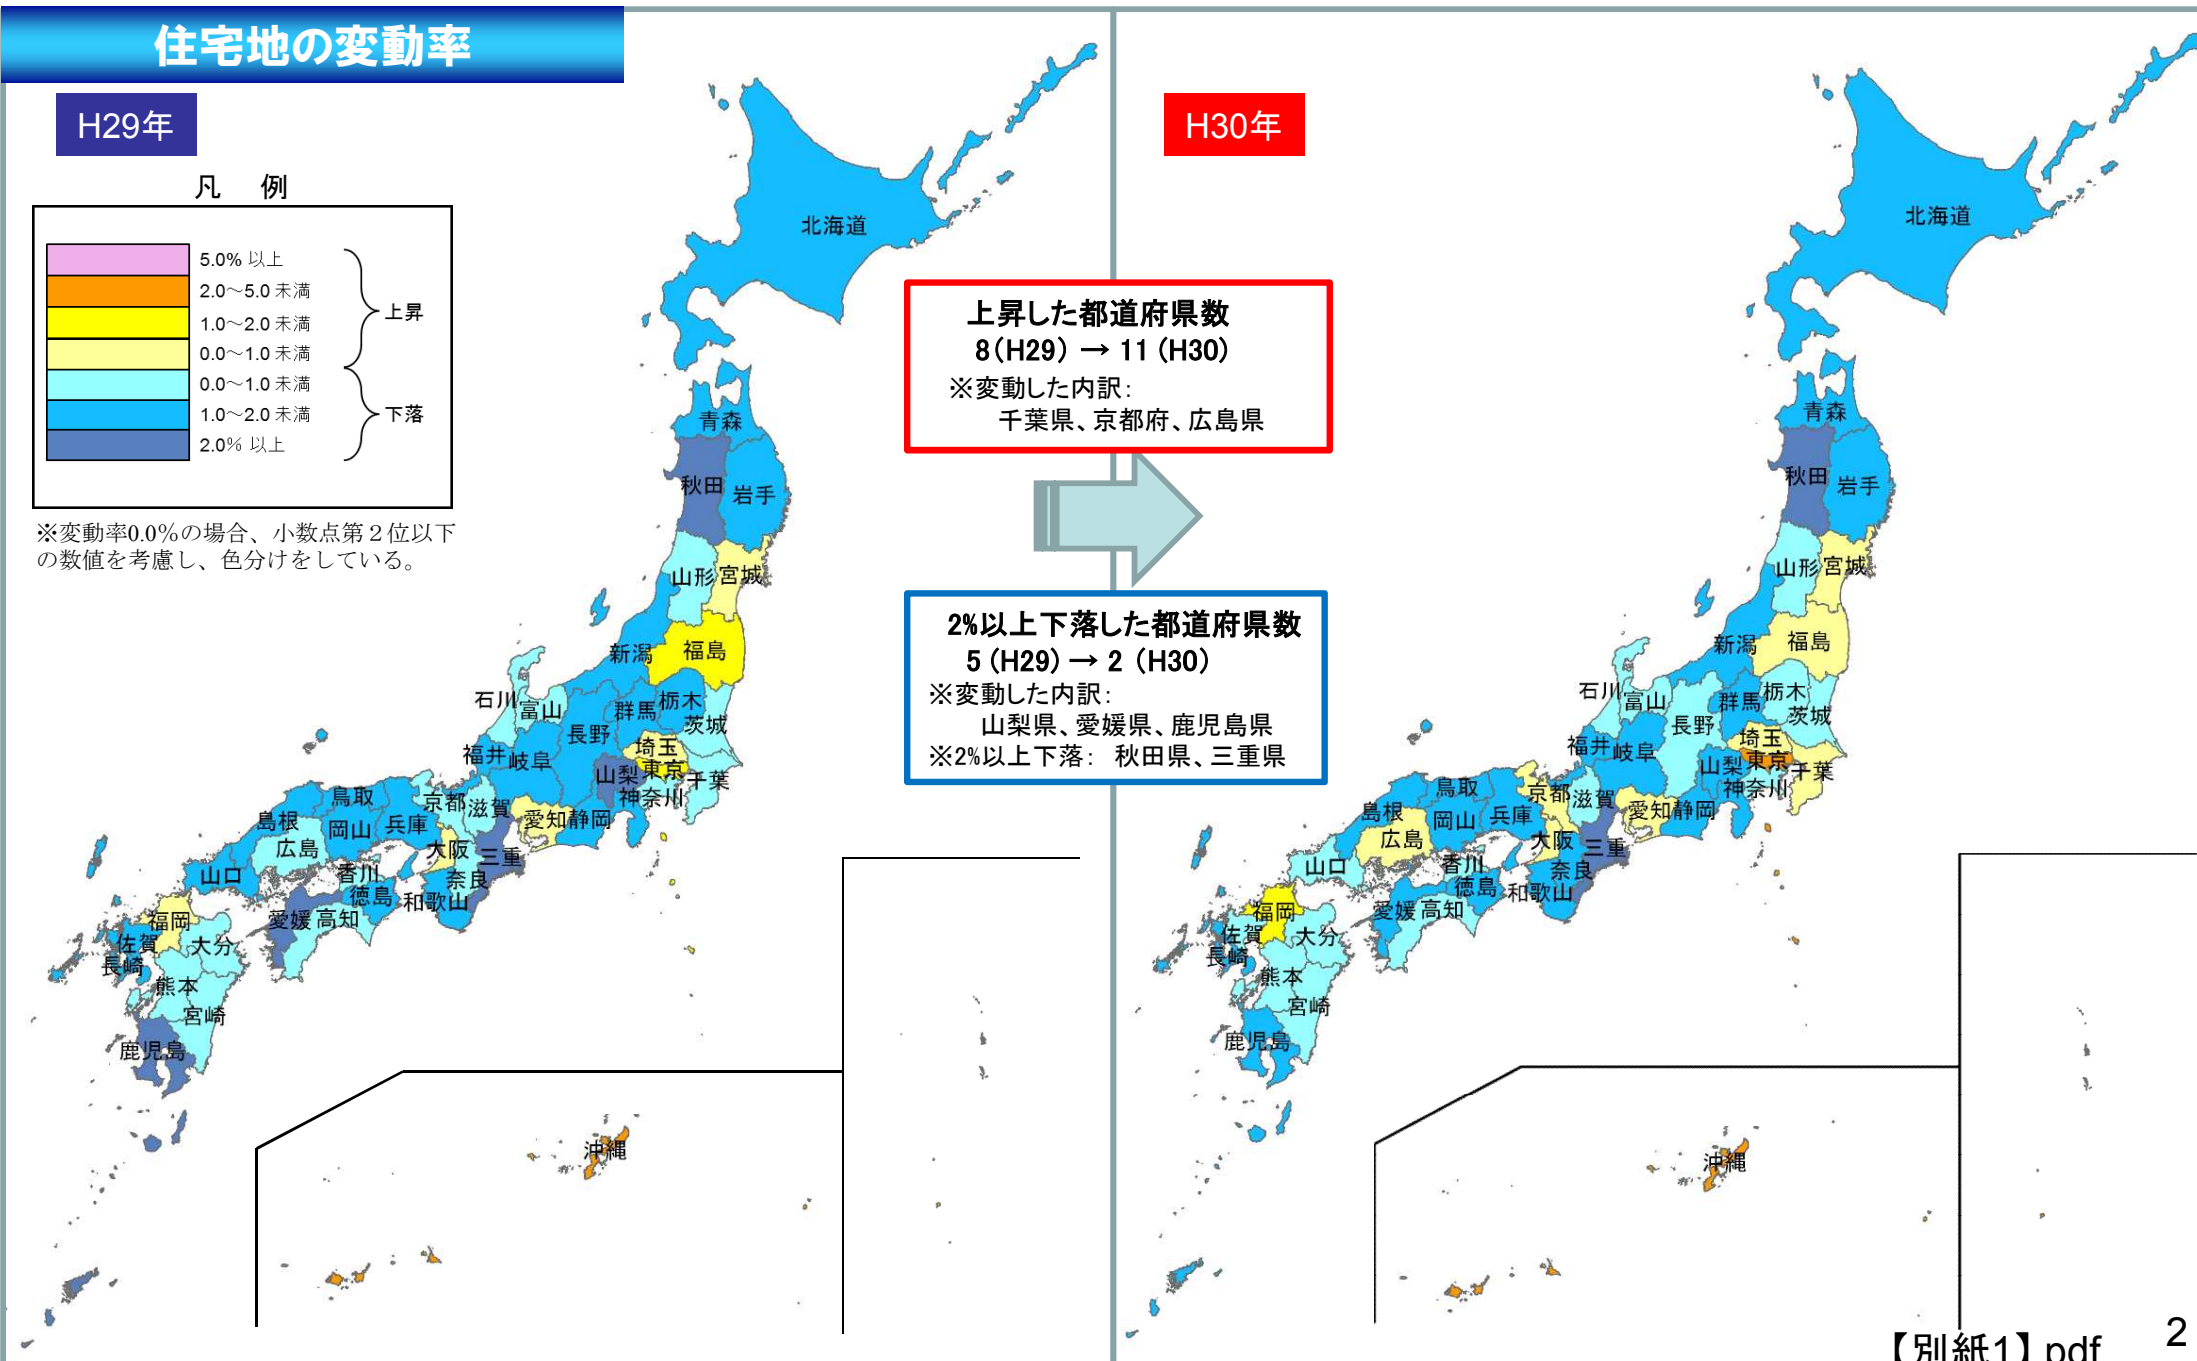 住宅地の変動率
H29年
凡 例
5.0% 以上
2.0～5.0 未満
1.0～2.0 未満
0.0～1.0 未満
0.0～1.0 未満
1.0～2.0 未満
2.0% 以上
上昇
下落
※変動率0.0%の場合、小数点第２位以下
の数値を考慮し、色分けをしている。
北海道
青森
秋田
岩手
山形
宮城
新潟
福島
石川
富山
群馬
栃木
茨城
長野
福井
岐阜
埼玉
山梨
東京
千葉
神奈川
鳥取
京都
滋賀
島根
岡山
兵庫
愛知
静岡
広島
大阪
三重
山口
香川
奈良
徳島
和歌山
愛媛
高知
福岡
佐賀
大分
長崎
熊本
宮崎
鹿児島
沖縄
上昇した都道府県数
8(H29) → 11 (H30)
※変動した内訳：
千葉県、京都府、広島県
2%以上下落した都道府県数
5 (H29) → 2 (H30)
※変動した内訳：
山梨県、愛媛県、鹿児島県
※2%以上下落： 秋田県、三重県
H30年
北海道
青森
秋田
岩手
山形
宮城
新潟
福島
石川
富山
群馬
栃木
茨城
長野
福井
岐阜
埼玉
山梨
東京
千葉
神奈川
鳥取
京都
滋賀
島根
岡山
兵庫
愛知
静岡
広島
大阪
三重
山口
香川
奈良
徳島
和歌山
愛媛
高知
福岡
佐賀
大分
長崎
熊本
宮崎
鹿児島
沖縄
【別紙1】pdf
2